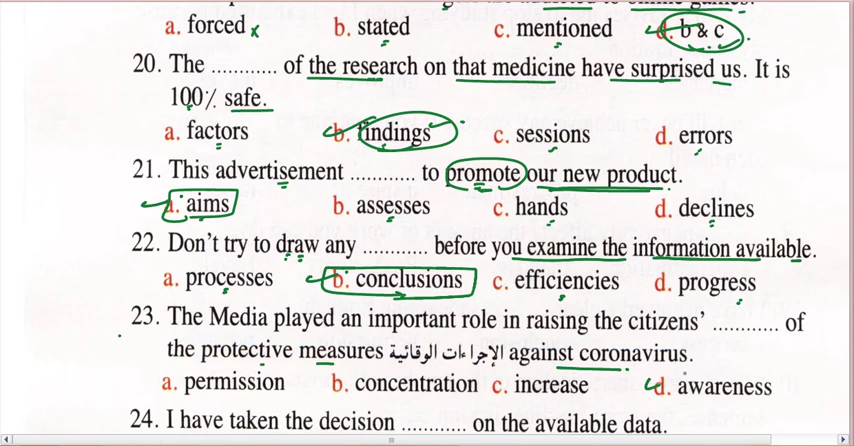 a. forced x b. stated c. mentioned d. b & c
20. The ............ of the research on that medicine have surprised us. It is
100% safe.
a. factors b. findings c. sessions d. errors
21. This advertisement ........... to promote our new product.
a. aims b. assesses c. hands d. declines
22. Don't try to draw any ........... before you examine the information available.
a. processes b. conclusions c. efficiencies d. progress
23. The Media played an important role in raising the citizens' ........... of
the protective measures الإجراءات الوقائية against coronavirus.
a. permission b. concentration c. increase d. awareness
24. I have taken the decision ........... on the available data.